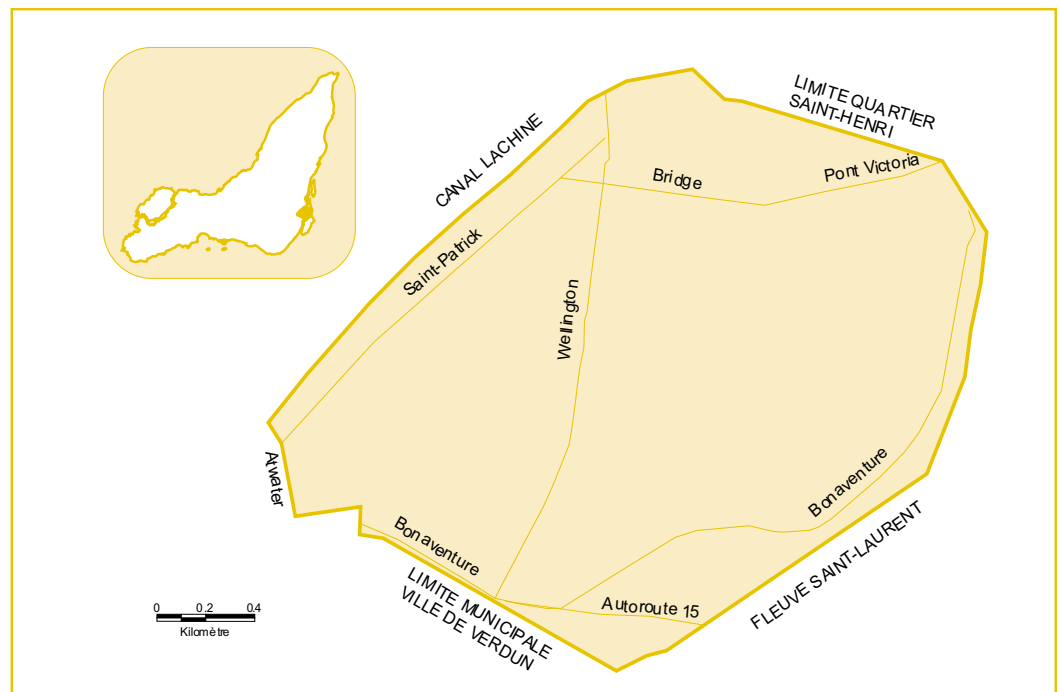 LIMITE QUARTIER
SAINT-HENRI
CANAL LACHINE
Pont Victoria
Bridge
Saint-Patrick
Wellington
Atwater
Bonaventure
Bonaventure
LIMITE MUNICIPALE
VILLE DE VERDUN
Autoroute 15
FLEUVE SAINT-LAURENT
0 0.2 0.4
Kilomètre